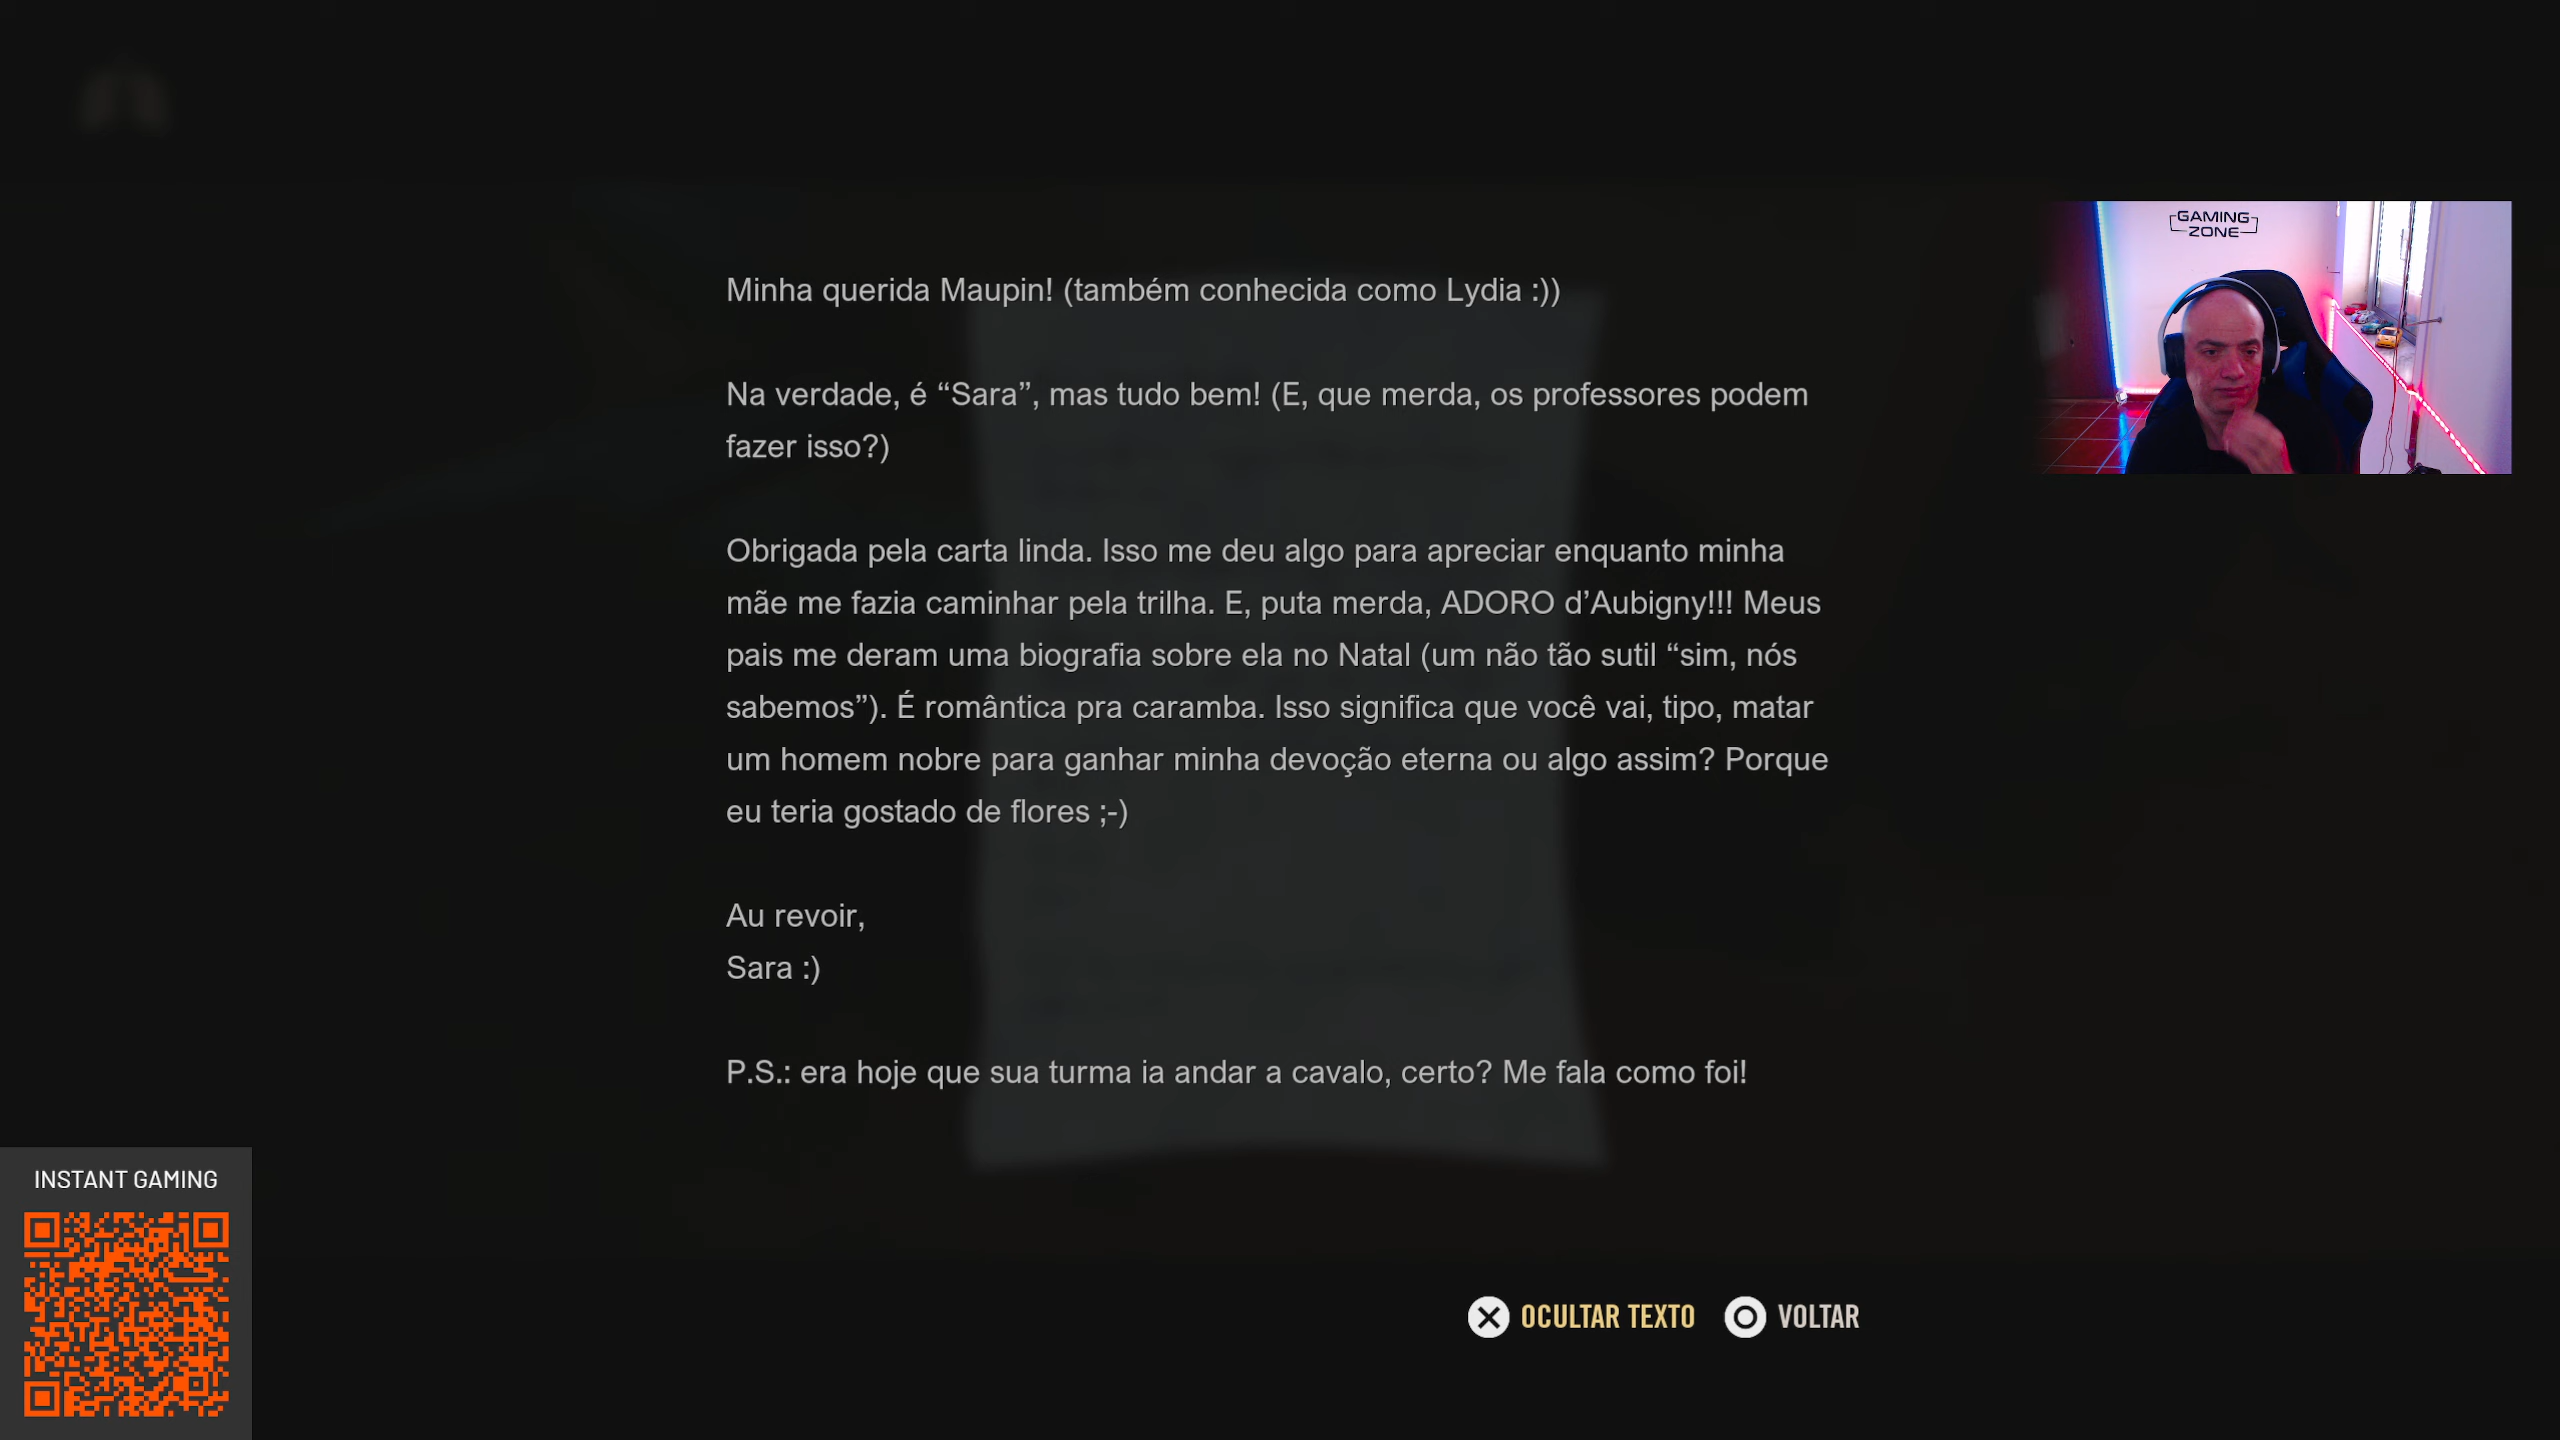 GAMING
ZONE
Minha querida Maupin! (também conhecida como Lydia :))
Na verdade, é “Sara”, mas tudo bem! (E, que merda, os professores podem
fazer isso?)
Obrigada pela carta linda. Isso me deu algo para apreciar enquanto minha
mãe me fazia caminhar pela trilha. E, puta merda, ADORO d’Aubigny!!! Meus
pais me deram uma biografia sobre ela no Natal (um não tão sutil “sim, nós
sabemos”). É romântica pra caramba. Isso significa que você vai, tipo, matar
um homem nobre para ganhar minha devoção eterna ou algo assim? Porque
eu teria gostado de flores ;-)
Au revoir,
Sara :)
P.S.: era hoje que sua turma ia andar a cavalo, certo? Me fala como foi!
INSTANT GAMING
OCULTAR TEXTO
VOLTAR